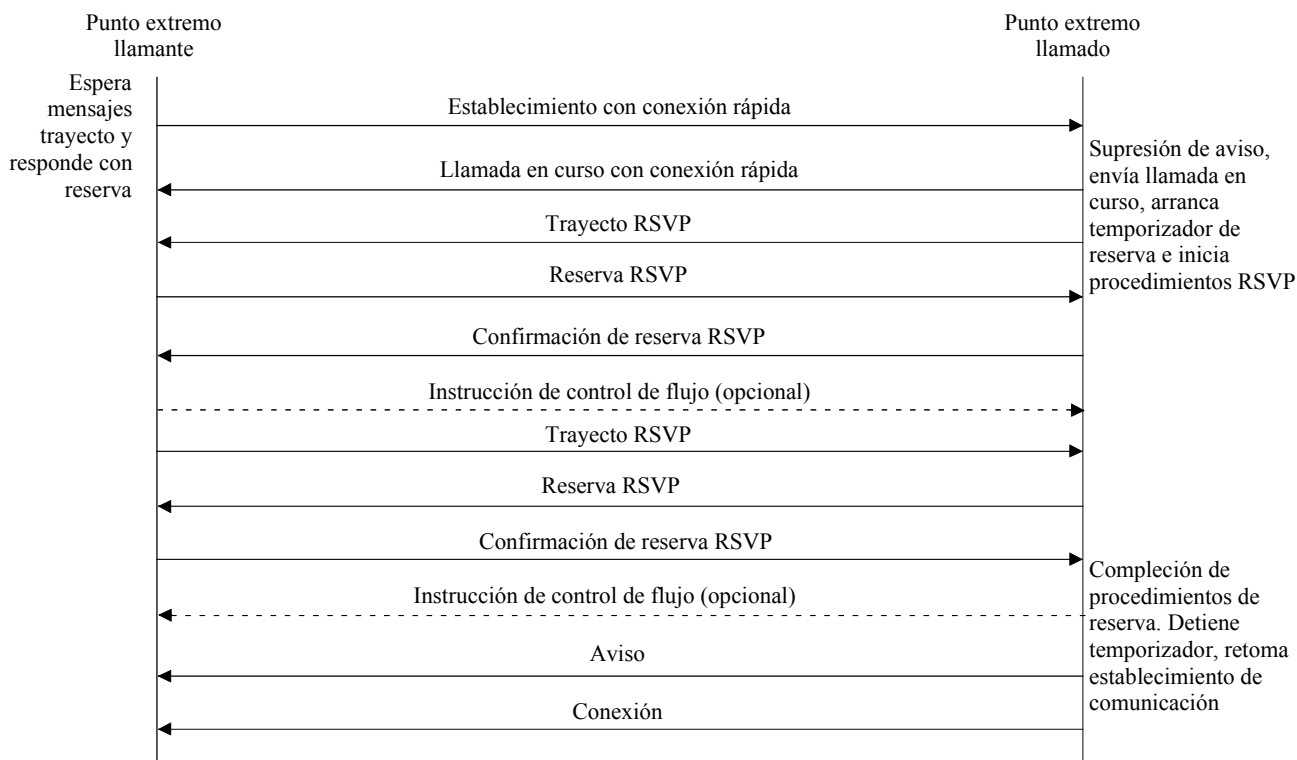 Punto extremo
llamante
Punto extremo
llamado
Espera
mensajes
trayecto y
responde con
reserva
Establecimiento con conexión rápida
Llamada en curso con conexión rápida
Supresión de aviso,
envía llamada en
curso, arranca
temporizador de
reserva e inicia
procedimientos RSVP
Trayecto RSVP
Reserva RSVP
Confirmación de reserva RSVP
Instrucción de control de flujo (opcional)
Trayecto RSVP
Reserva RSVP
Confirmación de reserva RSVP
Instrucción de control de flujo (opcional)
Compleción de
procedimientos de
reserva. Detiene
temporizador, retoma
establecimiento de
comunicación
Aviso
Conexión